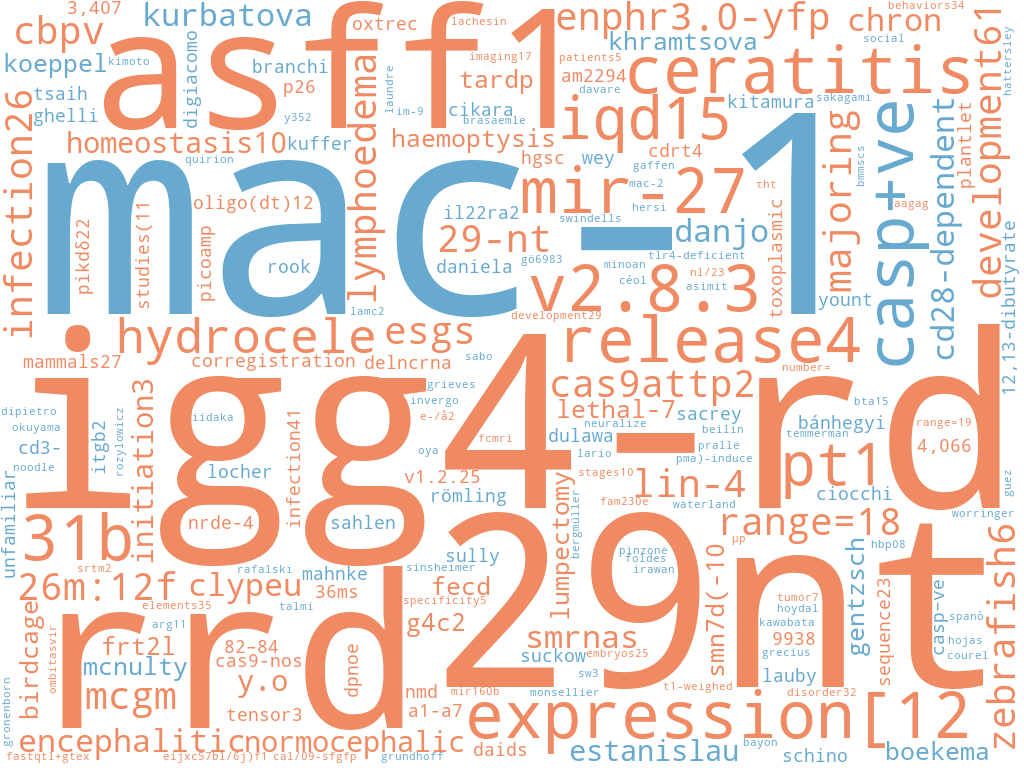 3,407
kurbatova
oxtrec
lachesin
enphr3.0-yfp
behaviors34
cbpv
asff1
khramtsova
chron
social
koeppel
kimoto
digiacomo
branchi
imaging17
patients5
ceratitis
hattersley
tsaih
p26
laundre
tardp
am2294
davare
development61
ghelli
y352
im-9
cikara
brasaemle
iqd15
kitamura
sakagami
infection26
homeostasis10
kuffer
lymphoedema
haemoptysis
hgsc
wey
cdrt4
majoring
bmmscs
casp+ve
cd28-dependent
plantlet
quirion
gaffen
mac-1
mir-27
mac-2
tht
aagag
oligo(dt)12
il22ra2
hersi
swindells
danjo
toxoplasmic
12,13-dibutyrate
pikdδ22
studies(11
picoamp
rook
29-nt
daniela
gö6983
tlr4-deficient
minoan
nl/23
v2.8.3
céol
asimit
yount
lamc2
development29
hydrocele
esgs
release4
mammals27
corregistration
delncrna
sabo
number=
igg4-rd
cas9attp2
initiation3
grieves
invergo
dipietro
rozylowicz
iidaka
e-/å2
lethal-7
sacrey
bta15
okuyama
itgb2
infection41
neuralize
beilin
bánhegyi
range=19
cd3-
fcmri
dulawa
temmerman
4,066
noodle
oya
lario
pma)-induce
pralle
pt1
locher
v1.2.25
stages10
lin-4
ciocchi
guez
unfamiliar
römling
lumpectomy
fam230e
waterland
worringer
31b
nrde-4
sahlen
bergmüller
range=18
29nt
zebrafish6
srtm2
rafalski
sully
pinzone
foldes
μp
hbp08
26m:12f
clypeu
mahnke
sinsheimer
irawan
smn7d(-10
gentzsch
36ms
fecd
tumor7
sequence23
casp-ve
birdcage
elements35
talmi
specificity5
hoydal
rrd
arg11
g4c2
kawabata
spanò
ombitasvir
frt2l
82–84
smrnas
9938
hojas
mcnulty
cas9-nos
dpnoe
suckow
embryos25
grecius
courel
y.o
sw3
lauby
gronenborn
mcgm
nmd
mir160b
monsellier
t1-weighed
disorder32
tensor3
a1-a7
expression[12
encephalitic
normocephalic
daids
estanislau
bayon
schino
boekema
fastqtl+gtex
eijxc57bl/6j)f1
cal/09-sfgfp
grundhoff